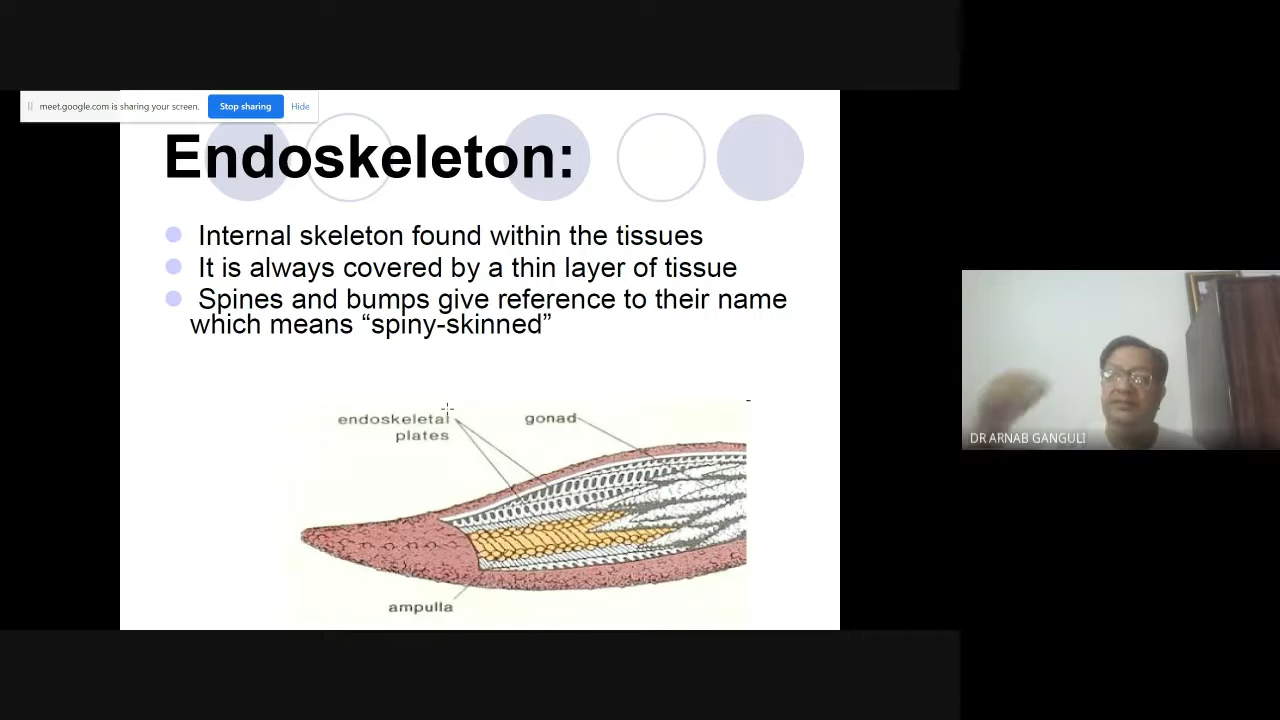 meet.google.com is sharing your screen.
Stop sharing
Hide
Endoskeleton:
Internal skeleton found within the tissues
It is always covered by a thin layer of tissue
Spines and bumps give reference to their name
which means “spiny-skinned”
endoskeletal
plates
gonad
ampulla
DR ARNAB GANGULI